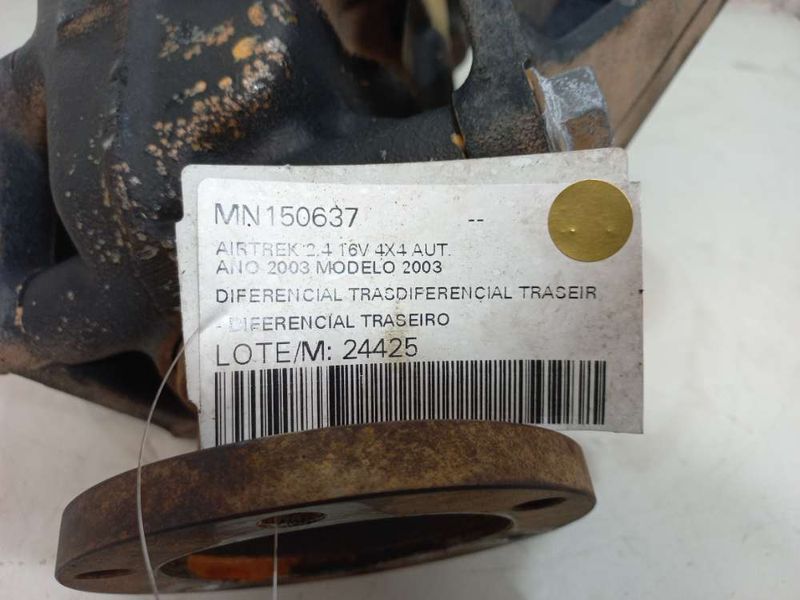 MN150637 --
AIRTREK 2.4 16V 4X4 AUT.
ANO 2003 MODELO 2003
DIFERENCIAL TRASDIFERENCIAL TRASEIR
- DIFERENCIAL TRASEIRO
LOTE/M: 24425